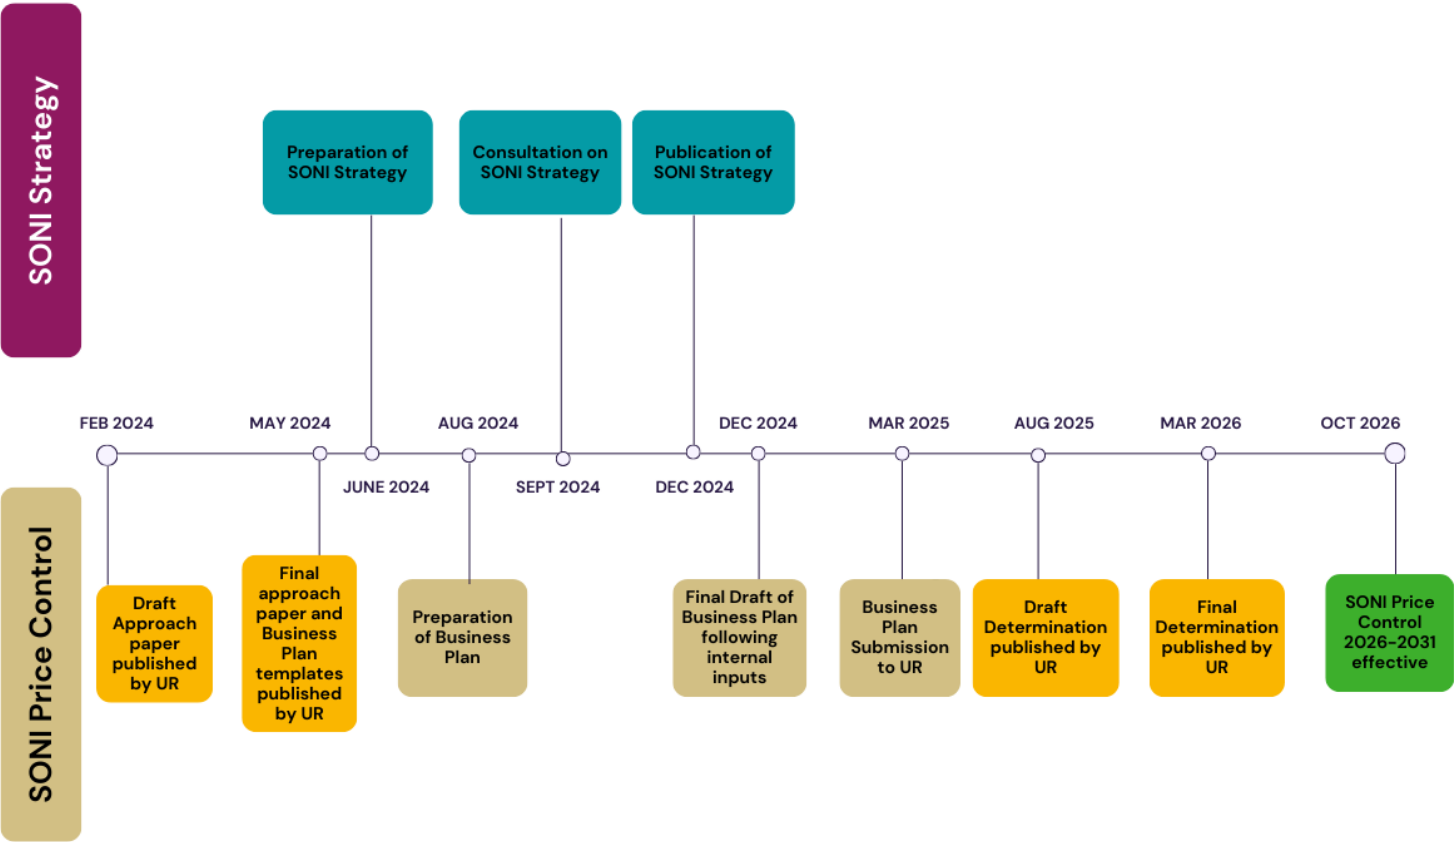 SONI Strategy
Preparation of
SONI Strategy
Consultation on
SONI Strategy
Publication of
SONI Strategy
FEB 2024
MAY 2024
AUG 2024
DEC 2024
MAR 2025
AUG 2025
MAR 2026
OCT 2026
JUNE 2024
SEPT 2024
DEC 2024
SONI Price Control
Draft
Approach
paper
published
by UR
Final
approach
paper and
Business
Plan
templates
published
by UR
Preparation
of Business
Plan
Final Draft of
Business Plan
following
internal
inputs
Business
Plan
Submission
to UR
Draft
Determination
published by
UR
Final
Determination
published by
UR
SONI Price
Control
2026-2031
effective